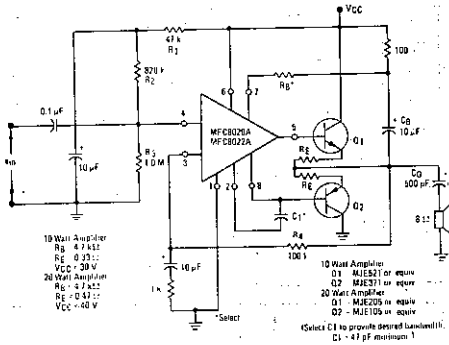 VCC
47 k
R1
100
820 k
R2
RB*
6
7
0.1 µF
4
MFC8020A
MFC8022A
5
Q1
CB
10 µF
+
10 µF
R5
1.0 M
3
RE
RE
1
2
8
C1*
Q2
CO
500 µF
8 Ω
R4
100 k
+
10 µF
1 k
*Select
10 Watt Amplifier
RB 4.7 kΩ
RE 0.33 Ω
VCC = 30 V
20 Watt Amplifier
RB = 4.7 kΩ
RE = 0.47 Ω
VCC = 40 V
10 Watt Amplifier
Q1 MJE521 or equiv
Q2 MJE371 or equiv
20 Watt Amplifier
Q1 - MJE205 or equiv
Q2 - MJE105 or equiv
(Select C1 to provide desired bandwidth,
C1 - 47 pF minimum )